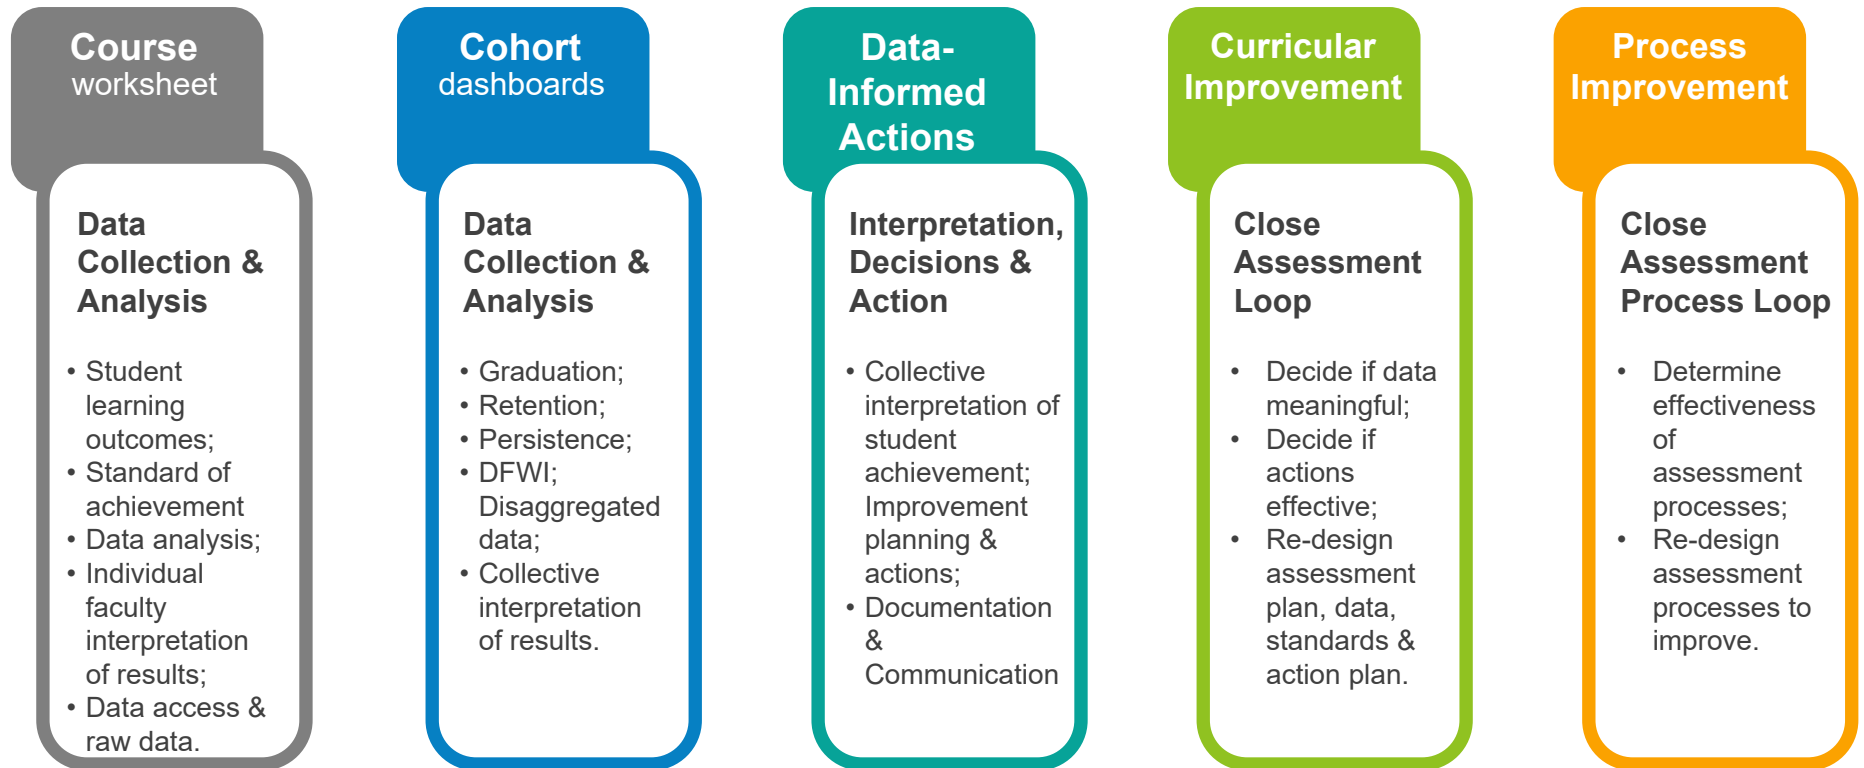 Course
worksheet
Data
Collection &
Analysis
• Student
learning
outcomes;
• Standard of
achievement
• Data analysis;
• Individual
faculty
interpretation
of results;
• Data access &
raw data.
Cohort
dashboards
Data
Collection &
Analysis
• Graduation;
• Retention;
• Persistence;
• DFWI;
Disaggregated
data;
• Collective
interpretation
of results.
Data-
Informed
Actions
Interpretation,
Decisions &
Action
• Collective
interpretation of
student
achievement;
Improvement
planning &
actions;
• Documentation
&
Communication
Curricular
Improvement
Close
Assessment
Loop
• Decide if data
meaningful;
• Decide if
actions
effective;
• Re-design
assessment
plan, data,
standards &
action plan.
Process
Improvement
Close
Assessment
Process Loop
• Determine
effectiveness
of
assessment
processes;
• Re-design
assessment
processes to
improve.